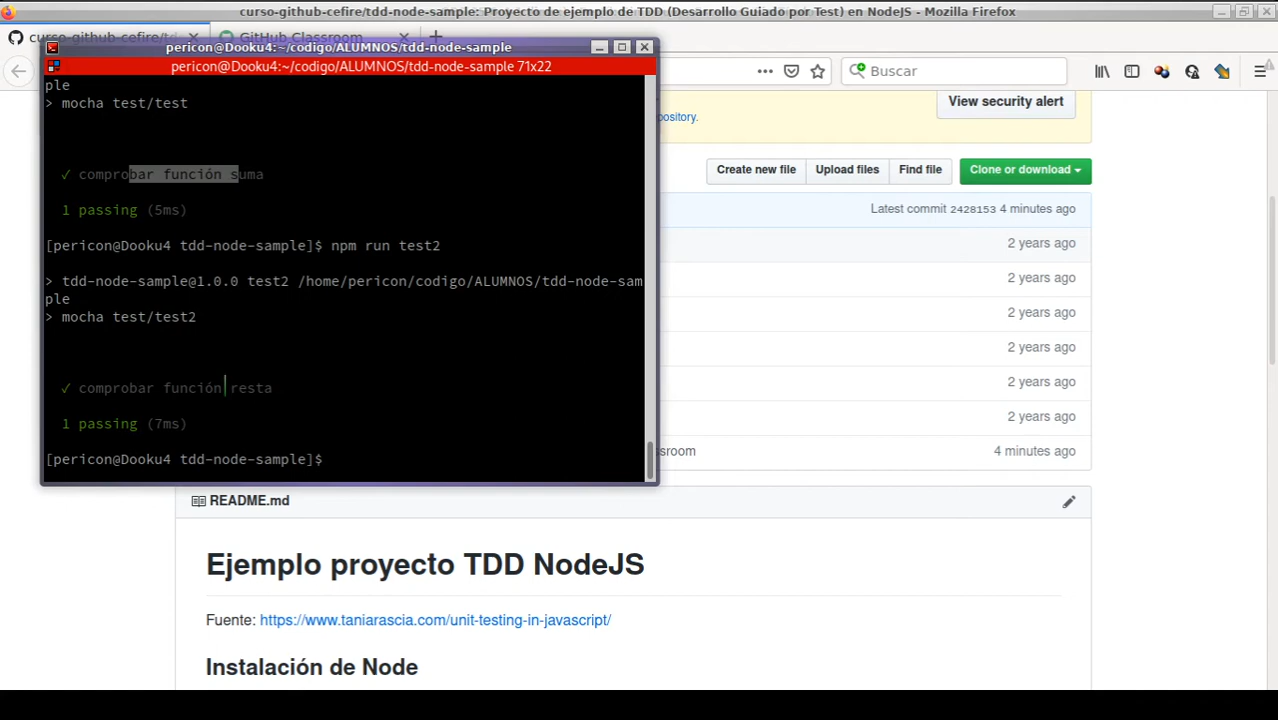 curso-github-cefire/tdd-node-sample: Proyecto de ejemplo de TDD (Desarrollo Guiado por Test) en NodeJS - Mozilla Firefox
curso-github-cefire/td
GitHub Classroom
pericon@Dooku4:~/codigo/ALUMNOS/tdd-node-sample
pericon@Dooku4:~/codigo/ALUMNOS/tdd-node-sample 71x22
ple
> mocha test/test
✓ comprobar función suma
1 passing (5ms)
[pericon@Dooku4 tdd-node-sample]$ npm run test2
> tdd-node-sample@1.0.0 test2 /home/pericon/codigo/ALUMNOS/tdd-node-sam
ple
> mocha test/test2
✓ comprobar función resta
1 passing (7ms)
[pericon@Dooku4 tdd-node-sample]$
Buscar
pository.
View security alert
Create new file
Upload files
Find file
Clone or download
Latest commit 2428153 4 minutes ago
2 years ago
2 years ago
2 years ago
2 years ago
2 years ago
2 years ago
ssroom
4 minutes ago
README.md
Ejemplo proyecto TDD NodeJS
Fuente: https://www.taniarascia.com/unit-testing-in-javascript/
Instalación de Node